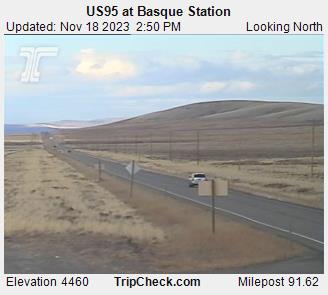 US95 at Basque Station
Updated: Nov 18 2023 2:50 PM Looking North
Elevation 4460 TripCheck.com Milepost 91.62